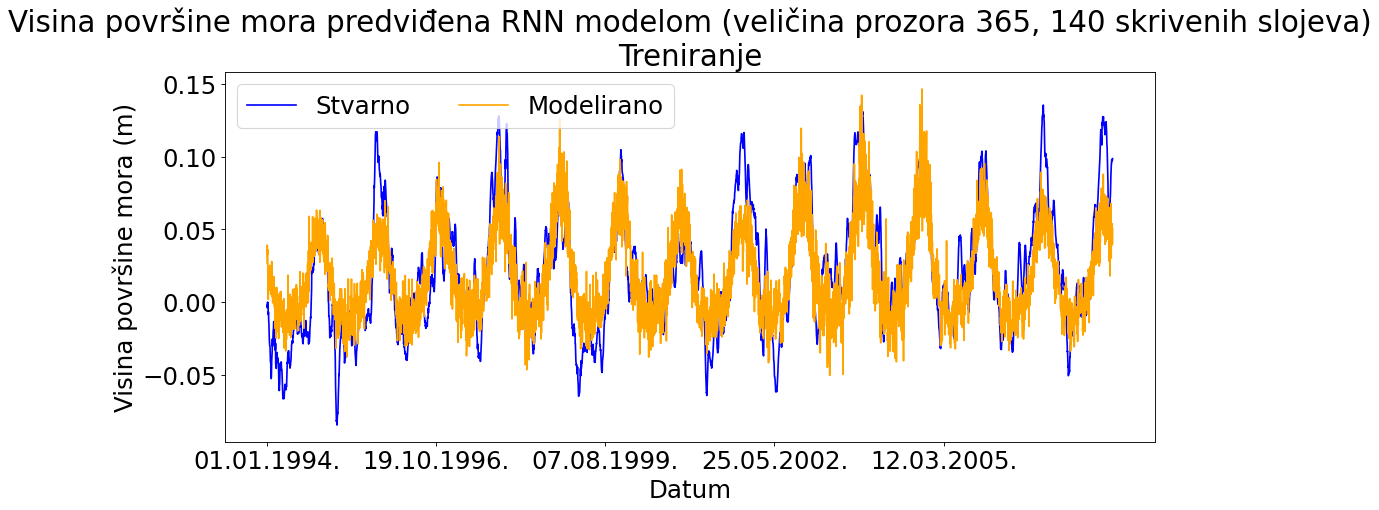 Visina površine mora predviđena RNN modelom (veličina prozora 365, 140 skrivenih slojeva)
Treniranje
Stvarno Modelirano
Visina površine mora (m)
0.15
0.10
0.05
0.00
−0.05
01.01.1994. 19.10.1996. 07.08.1999. 25.05.2002. 12.03.2005.
Datum